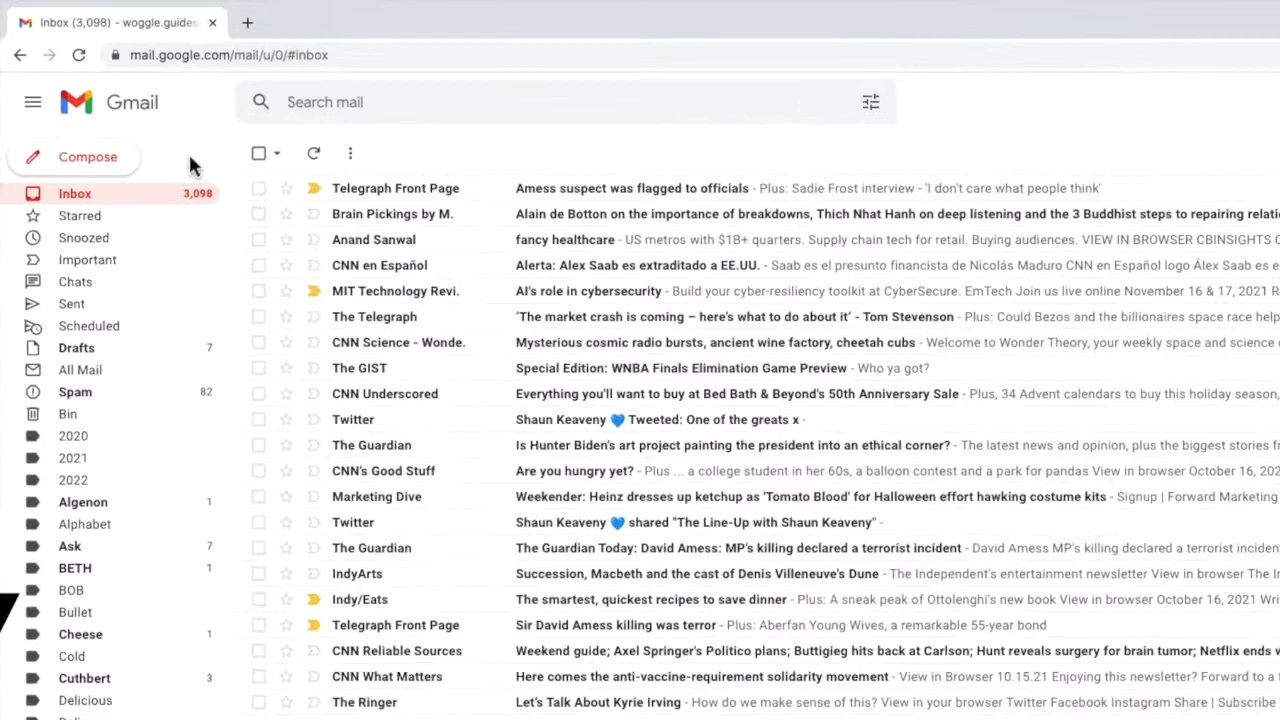 Inbox (3,098) - woggle.guides
mail.google.com/mail/u/0/#inbox
Gmail
Search mail
Compose
Inbox 3,098
Starred
Snoozed
Important
Chats
Sent
Scheduled
Drafts 7
All Mail
Spam 82
Bin
2020
2021
2022
Algenon 1
Alphabet
Ask 7
BETH 1
BOB
Bullet
Cheese 1
Cold
Cuthbert 3
Delicious
Telegraph Front Page Amess suspect was flagged to officials - Plus: Sadie Frost interview - 'I don't care what people think'
Brain Pickings by M. Alain de Botton on the importance of breakdowns, Thich Nhat Hanh on deep listening and the 3 Buddhist steps to repairing
Anand Sanwal fancy healthcare - US metros with $1B+ quarters. Supply chain tech for retail. Buying audiences. VIEW IN BROWSER CBINSIGHTS
CNN en Español Alerta: Alex Saab es extraditado a EE.UU. - Saab es el presunto financista de Nicolás Maduro CNN en Español logo Álex Saab es
MIT Technology Revi. AI's role in cybersecurity - Build your cyber-resiliency toolkit at CyberSecure. EmTech Join us live online November 16 & 17, 2021
The Telegraph ‘The market crash is coming – here’s what to do about it’ - Tom Stevenson - Plus: Could Bezos and the billionaires space race help
CNN Science - Wonde. Mysterious cosmic radio bursts, ancient wine factory, cheetah cubs - Welcome to Wonder Theory, your weekly space and science
The GIST Special Edition: WNBA Finals Elimination Game Preview - Who ya got?
CNN Underscored Everything you'll want to buy at Bed Bath & Beyond's 50th Anniversary Sale - Plus, 34 Advent calendars to buy this holiday season,
Twitter Shaun Keaveny 💙 Tweeted: One of the greats x -
The Guardian Is Hunter Biden’s art project painting the president into an ethical corner? - The latest news and opinion, plus the biggest stories
CNN's Good Stuff Are you hungry yet? - Plus ... a college student in her 60s, a balloon contest and a park for pandas View in browser October 16,
Marketing Dive Weekender: Heinz dresses up ketchup as 'Tomato Blood' for Halloween effort hawking costume kits - Signup | Forward Marketing
Twitter Shaun Keaveny 💙 shared "The Line-Up with Shaun Keaveny" -
The Guardian The Guardian Today: David Amess: MP’s killing declared a terrorist incident - David Amess MP's killing declared a terrorist
IndyArts Succession, Macbeth and the cast of Denis Villeneuve's Dune - The Independent's entertainment newsletter View in browser The
Indy/Eats The smartest, quickest recipes to save dinner - Plus: A sneak peak of Ottolenghi's new book View in browser October 16, 2021
Telegraph Front Page Sir David Amess killing was terror - Plus: Aberfan Young Wives, a remarkable 55-year bond
CNN Reliable Sources Weekend guide; Axel Springer's Politico plans; Buttigieg hits back at Carlson; Hunt reveals surgery for brain tumor; Netflix ends
CNN What Matters Here comes the anti-vaccine-requirement solidarity movement - View in Browser 10.15.21 Enjoying this newsletter? Forward to a
The Ringer Let’s Talk About Kyrie Irving - How do we make sense of this? View in your browser Twitter Facebook Instagram Share | Subscribe